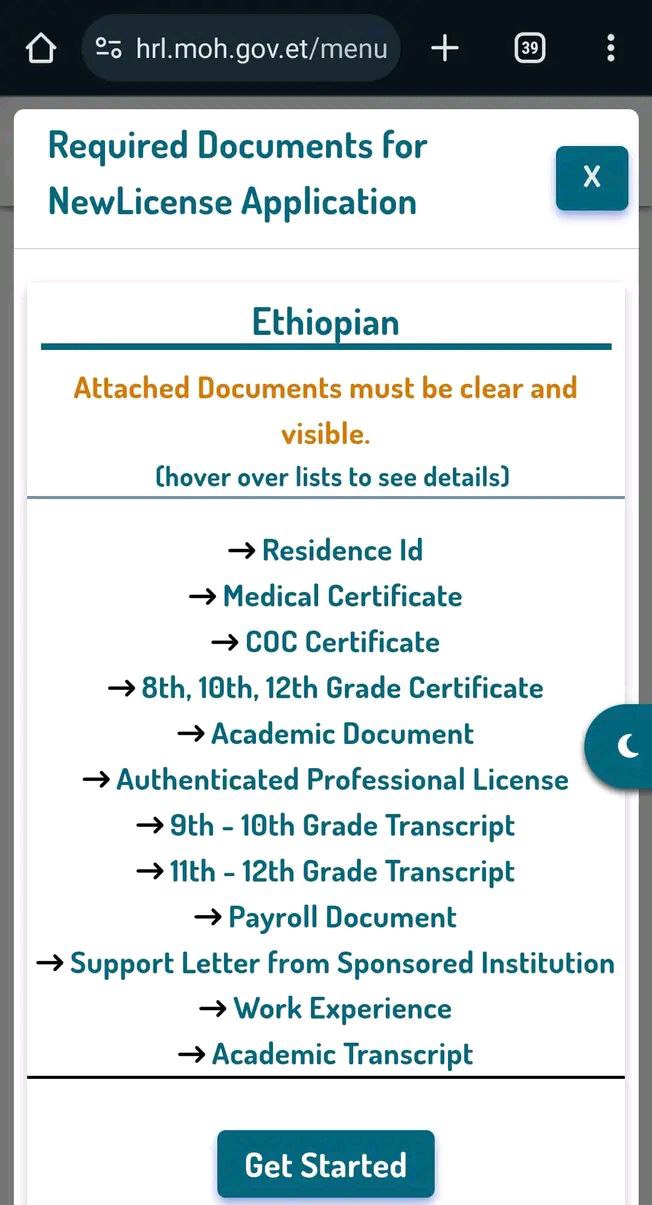 hrl.moh.gov.et/menu
39
Required Documents for
NewLicense Application
X
Ethiopian
Attached Documents must be clear and
visible.
(hover over lists to see details)
→ Residence Id
→ Medical Certificate
→ COC Certificate
→ 8th, 10th, 12th Grade Certificate
→ Academic Document
→ Authenticated Professional License
→ 9th - 10th Grade Transcript
→ 11th - 12th Grade Transcript
→ Payroll Document
→ Support Letter from Sponsored Institution
→ Work Experience
→ Academic Transcript
Get Started